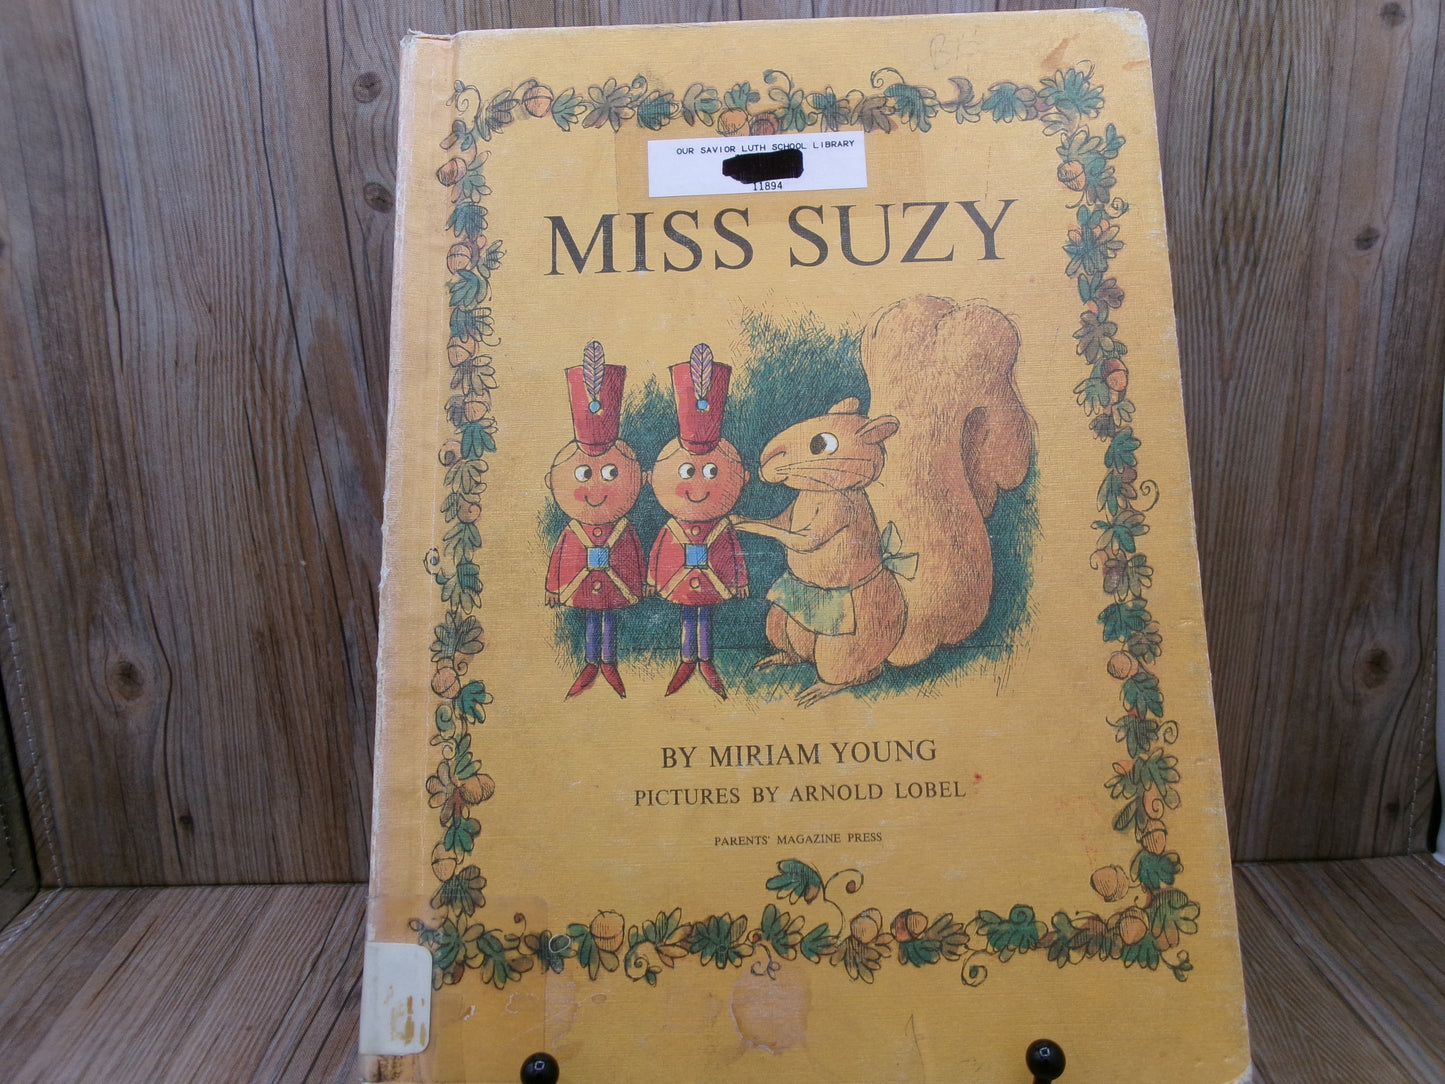 OUR SAVIOR LUTH SCHOOL LIBRARY
11894
MISS SUZY
BY MIRIAM YOUNG
PICTURES BY ARNOLD LOBEL
PARENTS' MAGAZINE PRESS